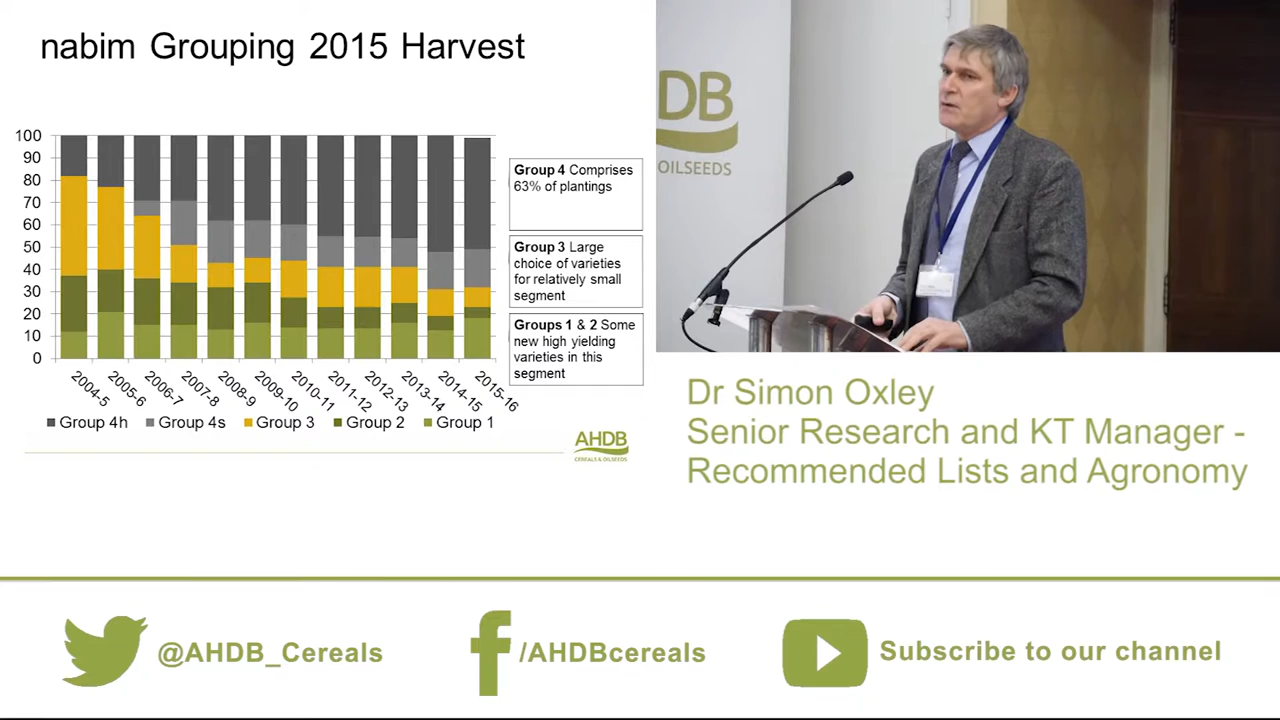 nabim Grouping 2015 Harvest
100
90
80
70
60
50
40
30
20
10
0
2004-5
2005-6
2006-7
2007-8
2008-9
2009-10
2010-11
2011-12
2012-13
2013-14
2014-15
2015-16
Group 4h
Group 4s
Group 3
Group 2
Group 1
Group 4 Comprises
63% of plantings
Group 3 Large
choice of varieties
for relatively small
segment
Groups 1 & 2 Some
new high yielding
varieties in this
segment
AHDB
CEREALS & OILSEEDS
DB
OILSEEDS
Dr Simon Oxley
Senior Research and KT Manager -
Recommended Lists and Agronomy
@AHDB_Cereals
/AHDBcereals
Subscribe to our channel